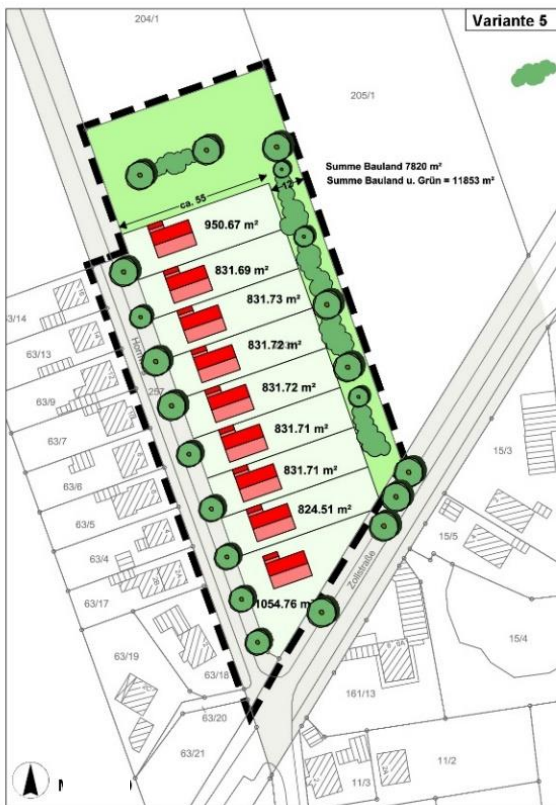 204/1
Variante 5
205/1
Summe Bauland 7820 m²
Summe Bauland u. Grün = 11853 m²
12
ca. 55
950.67 m²
831.69 m²
831.73 m²
831.72 m²
831.72 m²
831.71 m²
831.71 m²
824.51 m²
1054.76 m²
3/14
63/13
63/9
63/7
63/6
63/5
63/4
63/17
63/19
63/18
63/20
63/21
Zollstraße
15/3
15/5
15/4
161/13
11/2
11/3